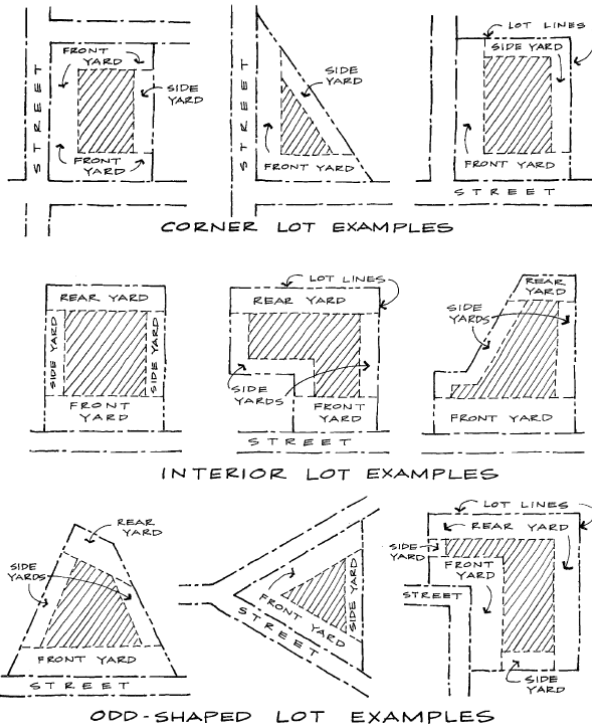 FRONT
YARD
STREET
SIDE
YARD
FRONT
YARD
STREET
SIDE
YARD
FRONT YARD
LOT LINES
SIDE YARD
FRONT YARD
STREET
CORNER LOT EXAMPLES
REAR YARD
SIDE YARD
SIDE YARD
FRONT
YARD
LOT LINES
REAR YARD
SIDE
YARDS
FRONT
YARD
STREET
REAR
YARD
SIDE
YARDS
FRONT YARD
INTERIOR LOT EXAMPLES
REAR
YARD
SIDE
YARDS
FRONT YARD
STREET
FRONT YARD
SIDE YARD
STREET
LOT LINES
REAR YARD
SIDE
YARD
FRONT
YARD
STREET
SIDE
YARD
ODD-SHAPED LOT EXAMPLES